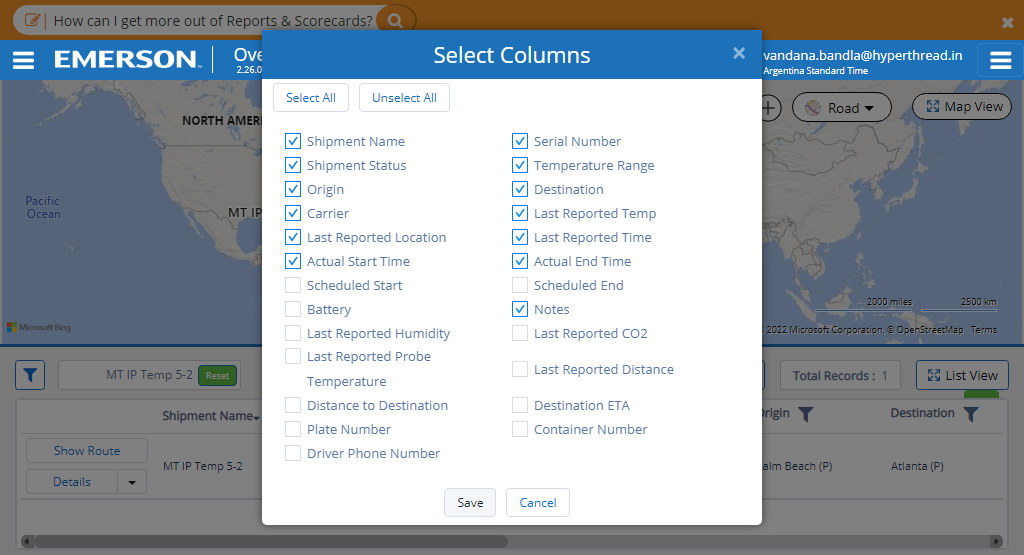 How can I get more out of Reports & Scorecards?
EMERSON
Ove
2.26.0
Select Columns
vandana.bandla@hyperthread.in
Argentina Standard Time
Select All
Unselect All
NORTH AMERI
Road
Map View
Shipment Name
Serial Number
Shipment Status
Temperature Range
Origin
Destination
Pacific
Ocean
MT IP
Carrier
Last Reported Temp
Last Reported Location
Last Reported Time
Actual Start Time
Actual End Time
Scheduled Start
Scheduled End
Battery
Notes
2000 miles
2500 km
Microsoft Bing
Last Reported Humidity
Last Reported CO2
2022 Microsoft Corporation, © OpenStreetMap Terms
Last Reported Probe
Temperature
Last Reported Distance
MT IP Temp 5-2
Reset
Total Records : 1
List View
Distance to Destination
Destination ETA
Shipment Name
rigin
Destination
Plate Number
Container Number
Driver Phone Number
Show Route
MT IP Temp 5-2
alm Beach (P)
Atlanta (P)
Details
Save
Cancel